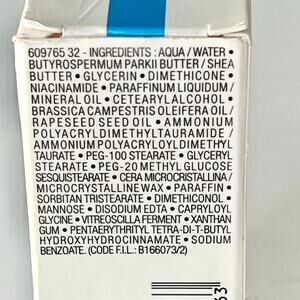 609765 32 - INGREDIENTS : AQUA / WATER •
BUTYROSPERMUM PARKII BUTTER / SHEA
BUTTER • GLYCERIN • DIMETHICONE •
NIACINAMIDE • PARAFFINUM LIQUIDUM /
MINERAL OIL • CETEARYL ALCOHOL •
BRASSICA CAMPESTRIS OLEIFERA OIL /
RAPESEED SEED OIL • AMMONIUM
POLYACRYLDIMETHYLTAURAMIDE /
AMMONIUM POLYACRYLOYLDIMETHYL
TAURATE • PEG-100 STEARATE • GLYCERYL
STEARATE • PEG-20 METHYL GLUCOSE
SESQUISTEARATE • CERA MICROCRISTALLINA /
MICROCRYSTALLINE WAX • PARAFFIN •
SORBITAN TRISTEARATE • DIMETHICONOL •
MANNOSE • DISODIUM EDTA • CAPRYLOYL
GLYCINE • VITREOSCILLA FERMENT • XANTHAN
GUM • PENTAERYTHRITYL TETRA-DI-T-BUTYL
HYDROXYHYDROCINNAMATE • SODIUM
BENZOATE. (CODE F.I.L.: B166073/2)